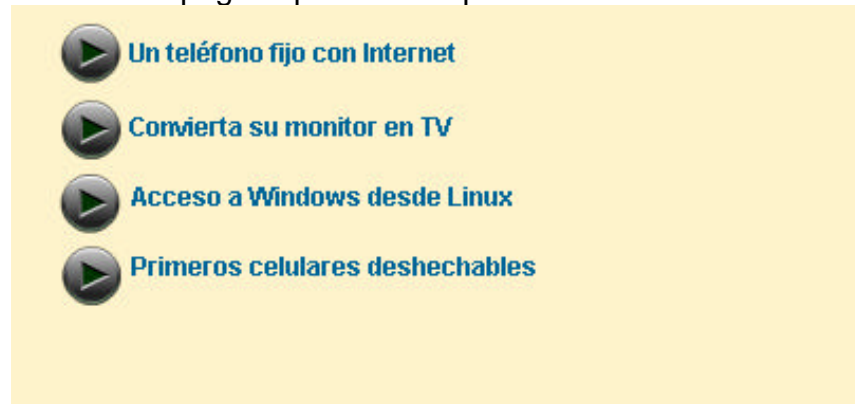 Un teléfono fijo con Internet
Convierta su monitor en TV
Acceso a Windows desde Linux
Primeros celulares deshechables